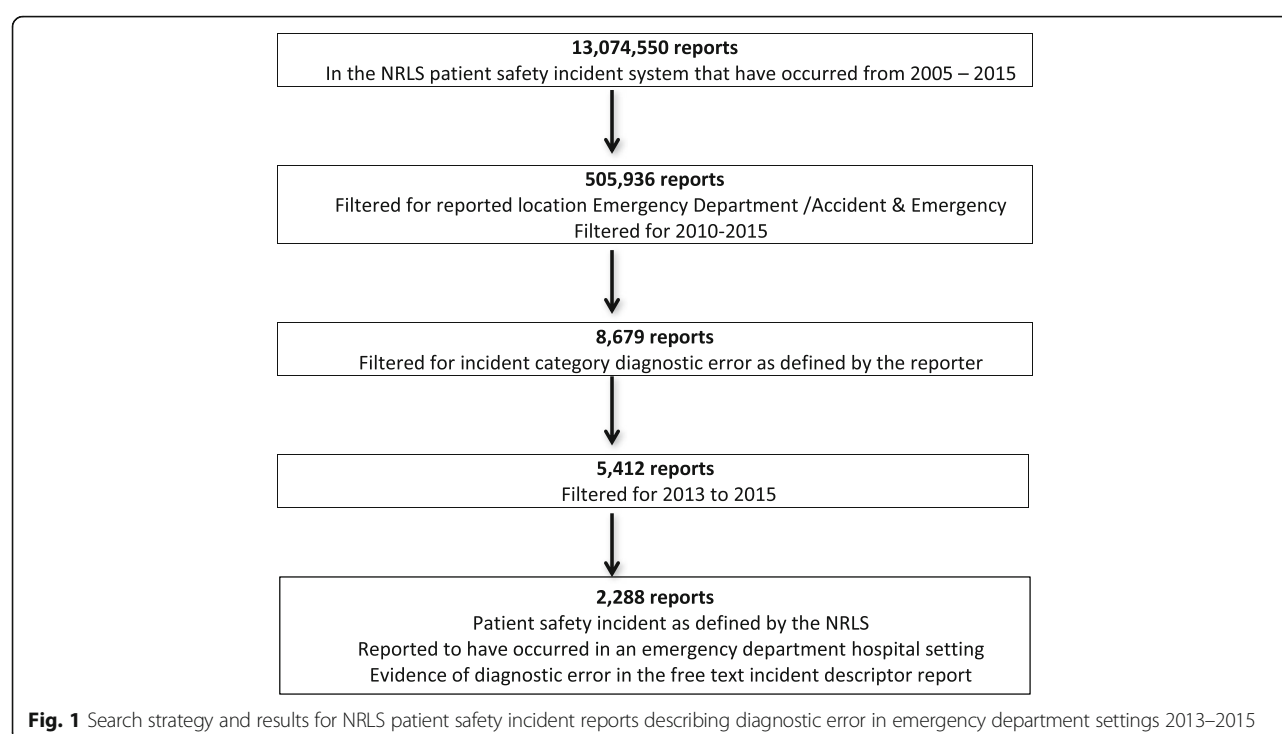 13,074,550 reports
In the NRLS patient safety incident system that have occurred from 2005 – 2015
505,936 reports
Filtered for reported location Emergency Department /Accident & Emergency
Filtered for 2010-2015
8,679 reports
Filtered for incident category diagnostic error as defined by the reporter
5,412 reports
Filtered for 2013 to 2015
2,288 reports
Patient safety incident as defined by the NRLS
Reported to have occurred in an emergency department hospital setting
Evidence of diagnostic error in the free text incident descriptor report
Fig. 1 Search strategy and results for NRLS patient safety incident reports describing diagnostic error in emergency department settings 2013–2015